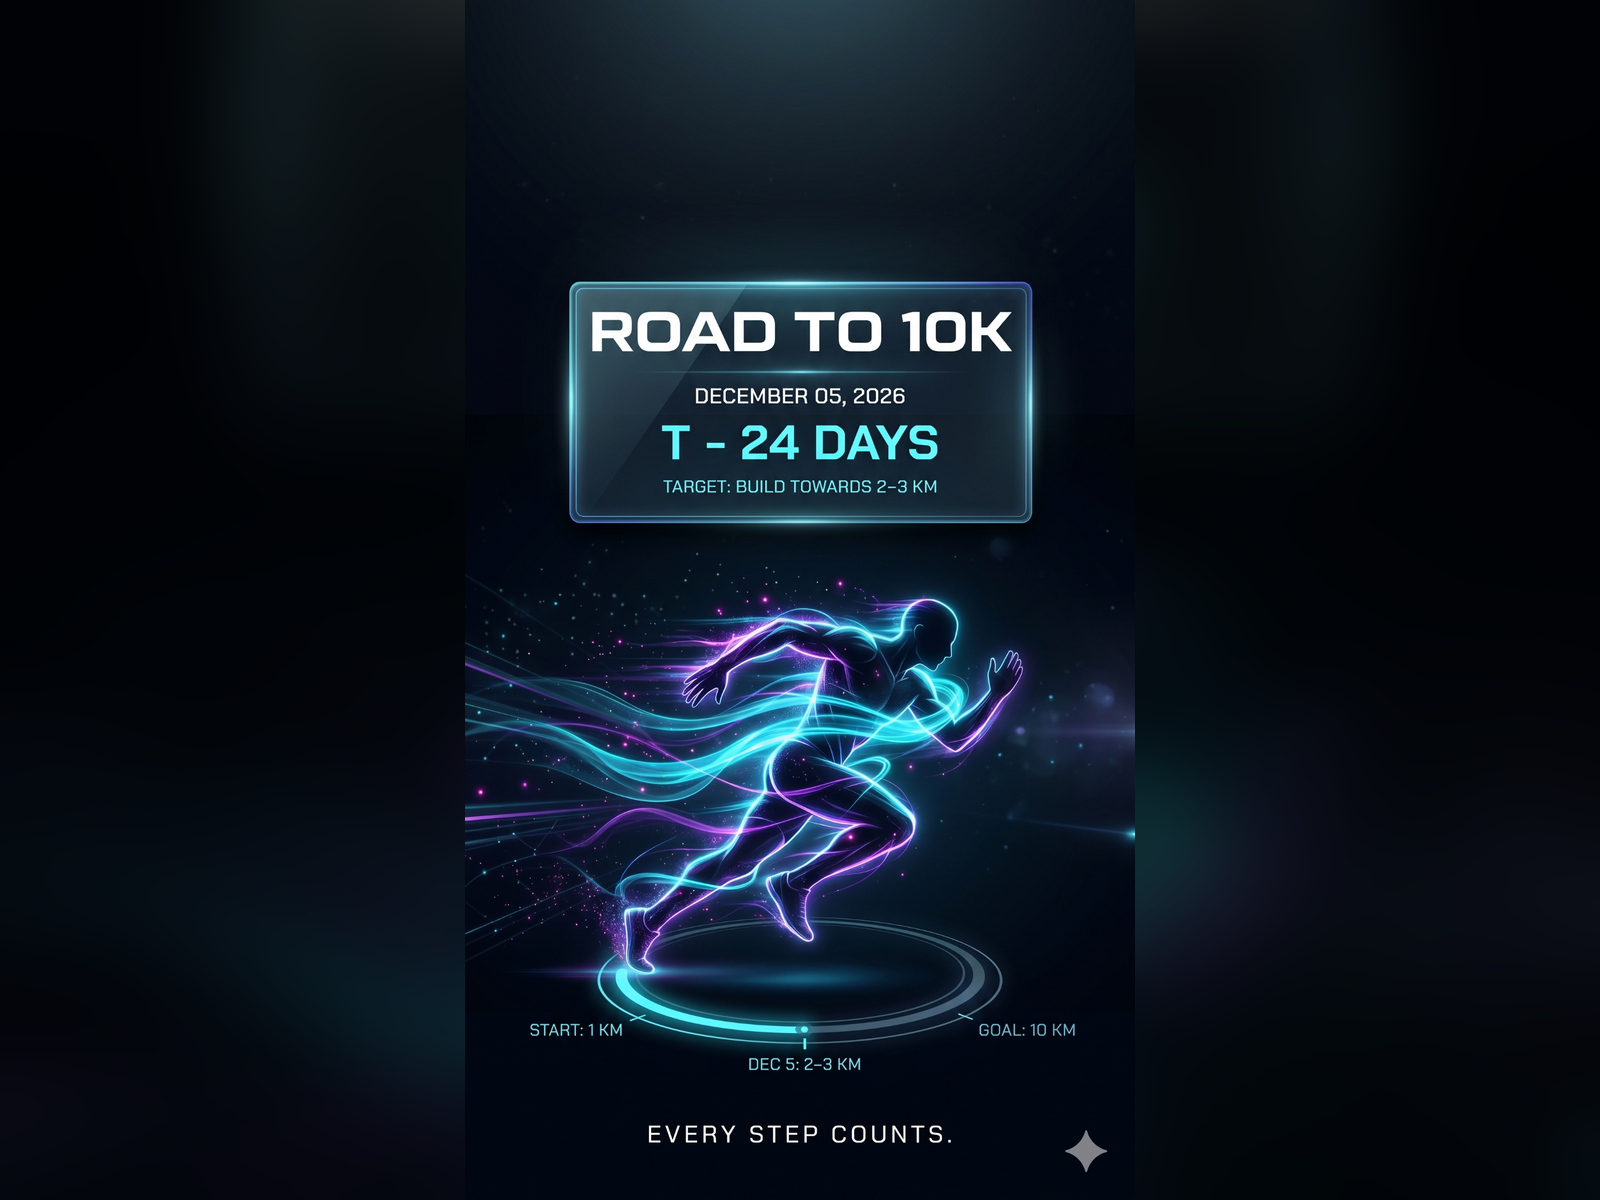 ROAD TO 10K
DECEMBER 05, 2026
T - 24 DAYS
TARGET: BUILD TOWARDS 2–3 KM
START: 1 KM
GOAL: 10 KM
DEC 5: 2–3 KM
EVERY STEP COUNTS.